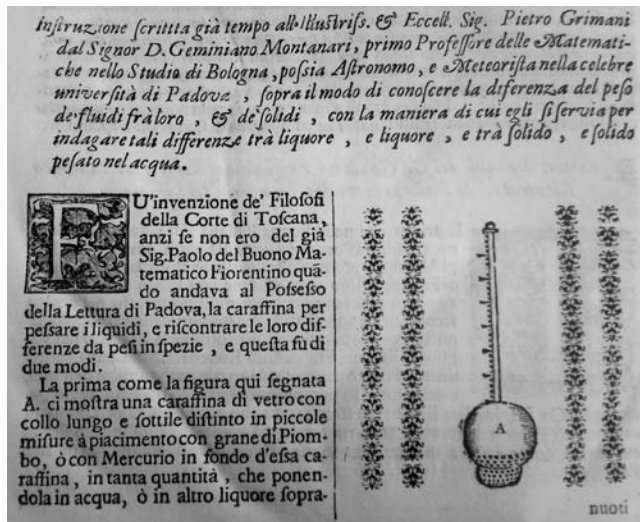 Inſtruzione ſcrittta già tempo all'Illuſtriſs. & Eccell. Sig. Pietro Grimani
dal Signor D. Geminiano Montanari, primo Profeſſore delle Matemati-
che nello Studio di Bologna, poſsia Aſtronomo, e Meteoriſta nella celebre
univerſità di Padova , ſopra il modo di conoſcere la diferenza del peſo
de' fluidi frà loro , & de' ſolidi , con la maniera di cui egli ſi ſervia per
indagare tali differenze trà liquore , e liquore , e trà ſolido , e ſolido
peſato nel acqua.
FU'invenzione de' Filoſofi
della Corte di Toſcana,
anzi ſe non ero del già
Sig. Paolo del Buono Ma-
tematico Fiorentino quã-
do andava al Poſseſso
della Lettura di Padova, la caraffina per
peſsare i liquidi, e riſcontrare le loro dif-
ferenze da peſi in ſpezie , e queſta fù di
due modi.
La prima come la figura qui ſegnata
A. ci moſtra una caraffina di vetro con
collo lungo e ſottile diſtinto in piccole
miſure à piacimento con grane di Piom-
bo, ò con Mercurio in fondo d'eſsa ca-
raffina , in tanta quantità , che ponen-
dola in acqua, ò in altro liquore ſopra-
A
nuoti